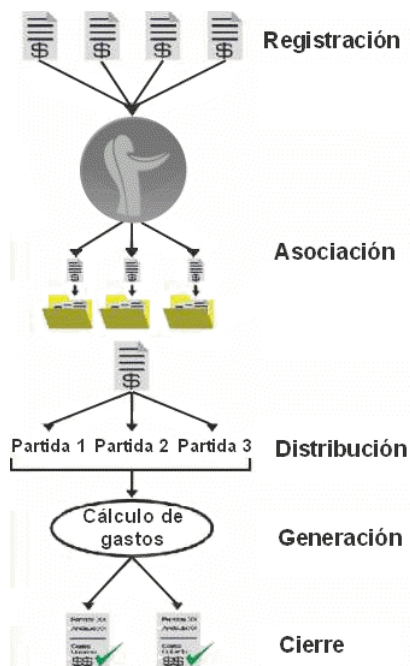 Registración
Asociación
Partida 1 Partida 2 Partida 3
Distribución
Cálculo de
gastos
Generación
Cierre